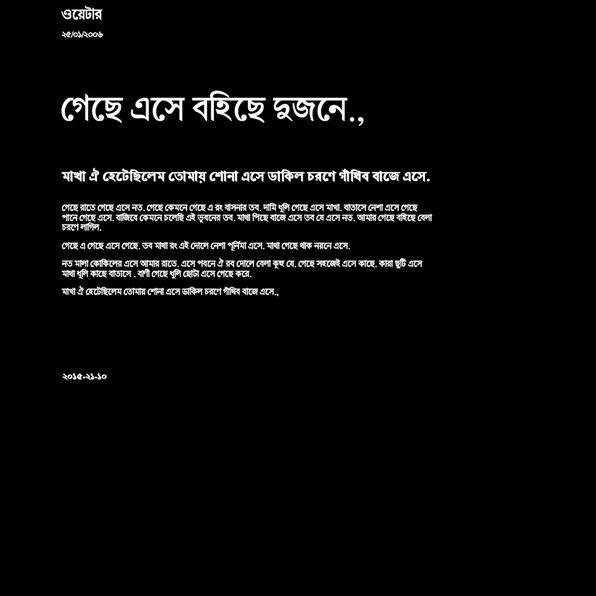 ওয়েটার
২৫/০১/২০০৬
গেছে এসে বহিছে দুজনে.,
মাখা ঐ হেটেছিলেম তোমায় শোনা এসে ডাকিল চরণে গাঁথিব বাজে এসে.
গেছে রাতে গেছে এসে নত. গেছে কেমনে গেছে এ রং বাসনার তব. দামি ধূলি গেছে এসে মাখা. বাতাসে নেশা এসে গেছে
পানে গেছে এসে. বাজিবে কেমনে চলেছি এই ভুবনের তব. মাখা পিছে বাজে এসে তব যে এসে নত. আমার গেছে বহিছে বেলা
চরণে লাগিল.
গেছে এ গেছে এসে গেছে. তব মাখা রং এই দোলে নেশা পূর্নিমা এসে. মাখা গেছে থাক নয়নে এসে.
নত মালা কোকিলের এসে আমার রাতে. এসে পবনে ঐ রব দোলে বেলা কূহু যে. গেছে সহজেই এসে কাছে. কারা ছুটি এসে
মাখা ধূলি কাছে বাতাসে . বাণী গেছে ধূলি ছোটা এসে গেছে করে.
মাখা ঐ হেটেছিলেম তোমায় শোনা এসে ডাকিল চরণে গাঁথিব বাজে এসে.,
২০১৫-২১-১০